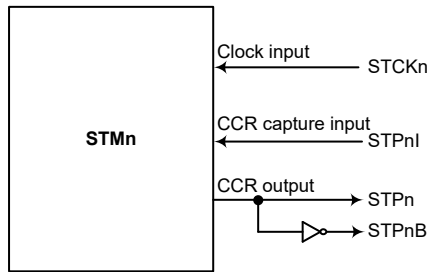 Clock input
STCKn
CCR capture input
STPnI
STMn
CCR output
STPn
STPnB